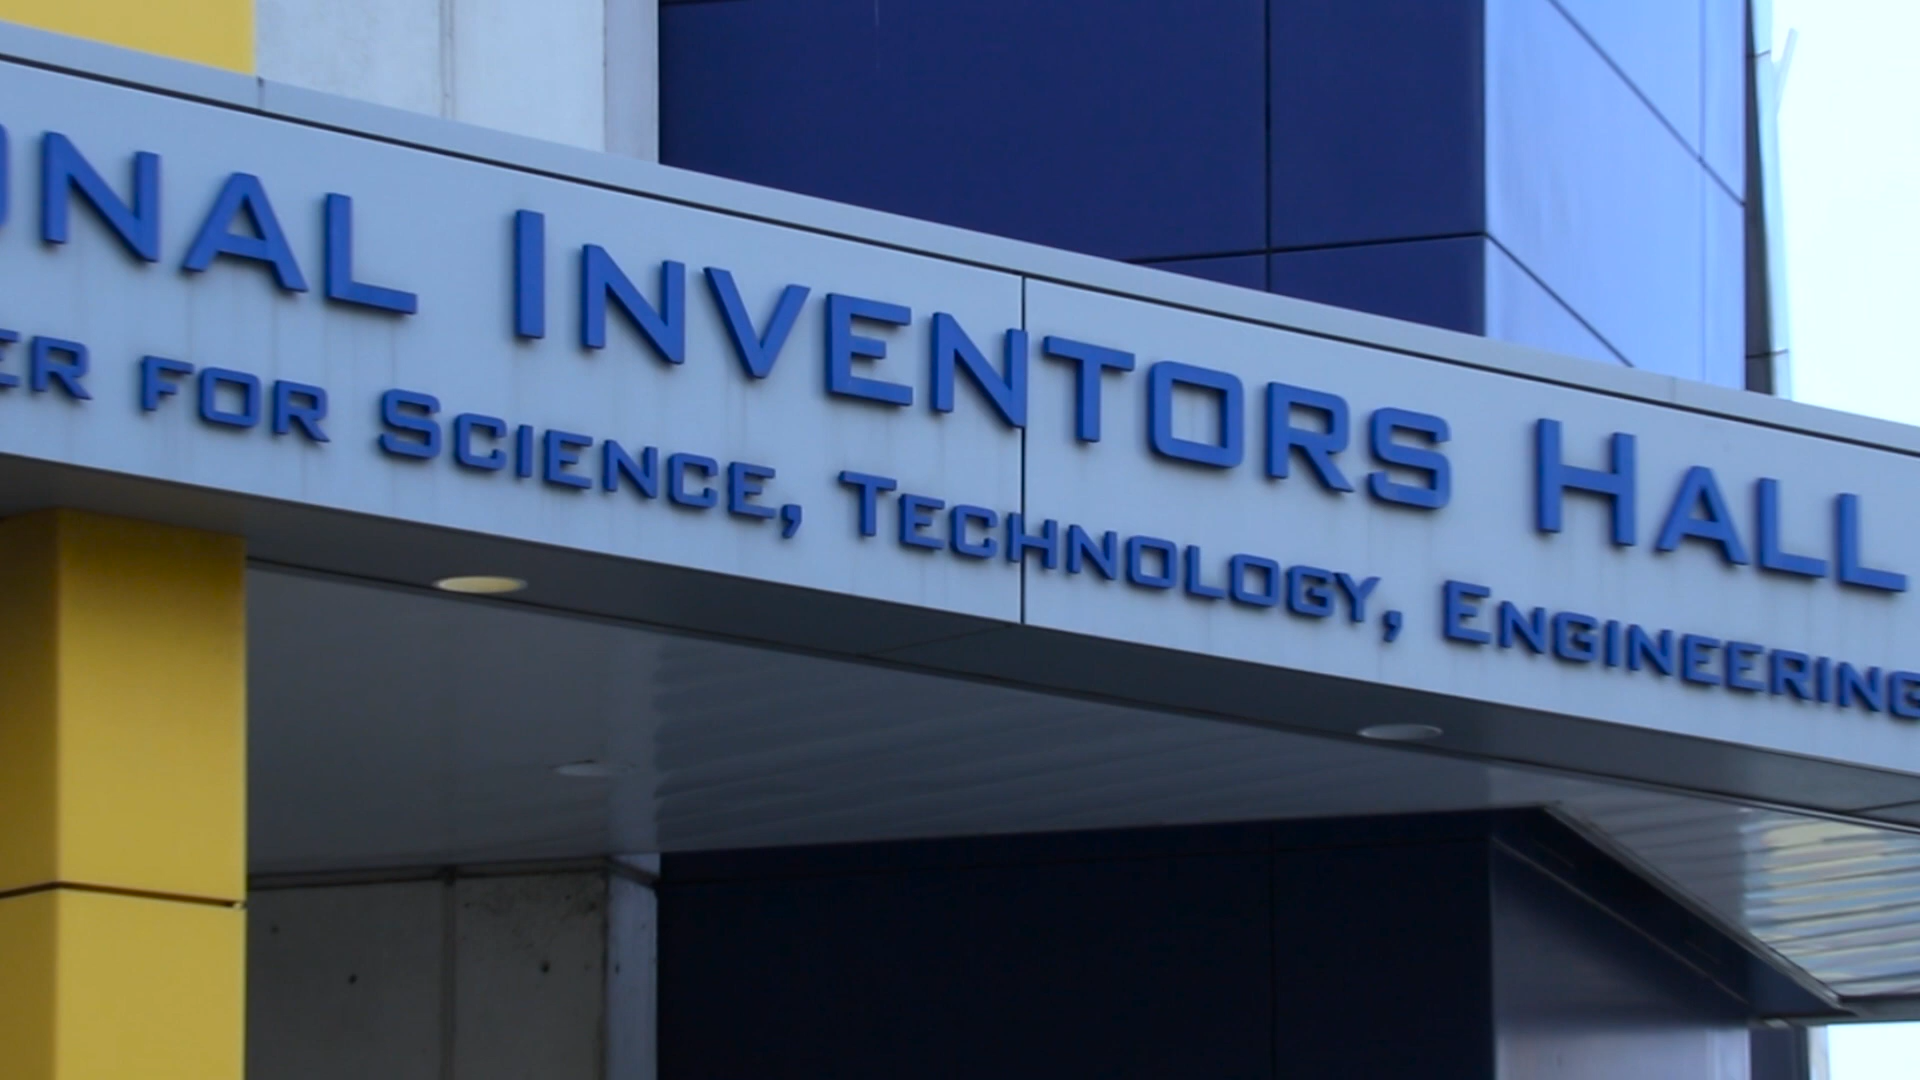 ONAL INVENTORS HALL
ER FOR SCIENCE, TECHNOLOGY, ENGINEERING